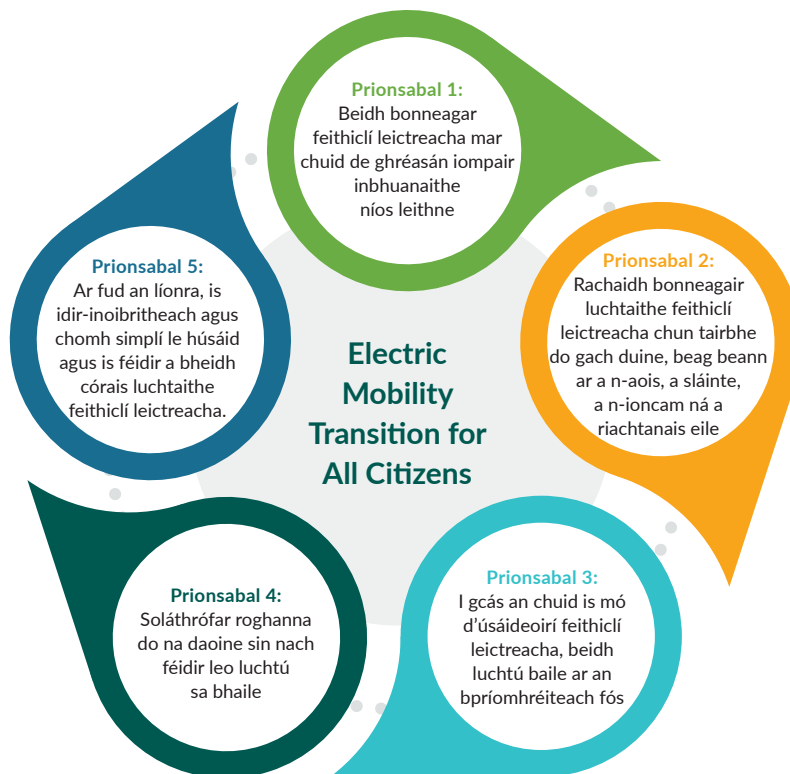 Prionsabal 1:
Beidh bonneagar
feithiclí leictreacha mar
chuid de ghréasán iompair
inbhuanaithe
níos leithne
Prionsabal 2:
Rachaidh bonneagair
luchtaithe feithiclí
leictreacha chun tairbhe
do gach duine, beag beann
ar a n-aois, a sláinte,
a n-ioncam ná a
riachtanais eile
Prionsabal 3:
I gcás an chuid is mó
d'úsáideoirí feithiclí
leictreacha, beidh
luchtú baile ar an
bpríomhréiteach fós
Prionsabal 4:
Soláthrófar roghanna
do na daoine sin nach
féidir leo luchtú
sa bhaile
Prionsabal 5:
Ar fud an líonra, is
idir-inoibritheach agus
chomh simplí le húsáid
agus is féidir a bheidh
córais luchtaithe
feithiclí leictreacha.
Electric
Mobility
Transition for
All Citizens